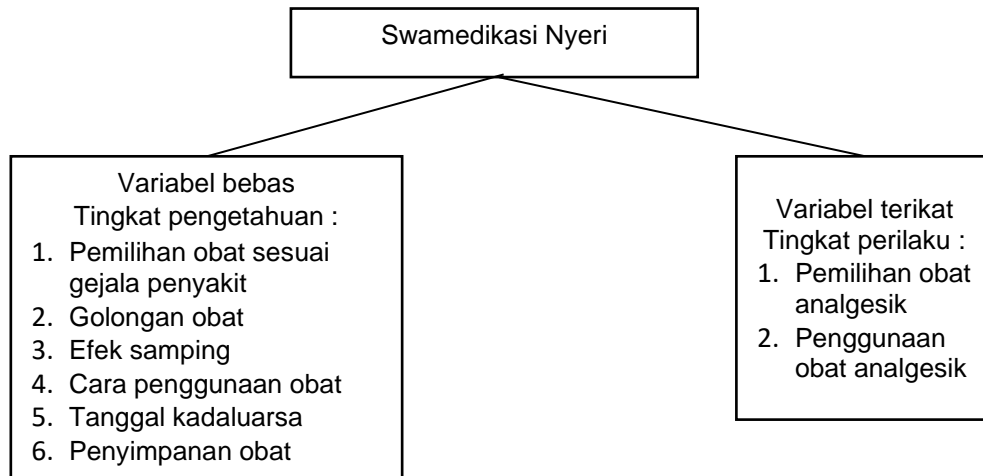 Swamedikasi Nyeri
Variabel bebas
Tingkat pengetahuan :
1. Pemilihan obat sesuai
gejala penyakit
2. Golongan obat
3. Efek samping
4. Cara penggunaan obat
5. Tanggal kadaluarsa
6. Penyimpanan obat
Variabel terikat
Tingkat perilaku :
1. Pemilihan obat
analgesik
2. Penggunaan
obat analgesik